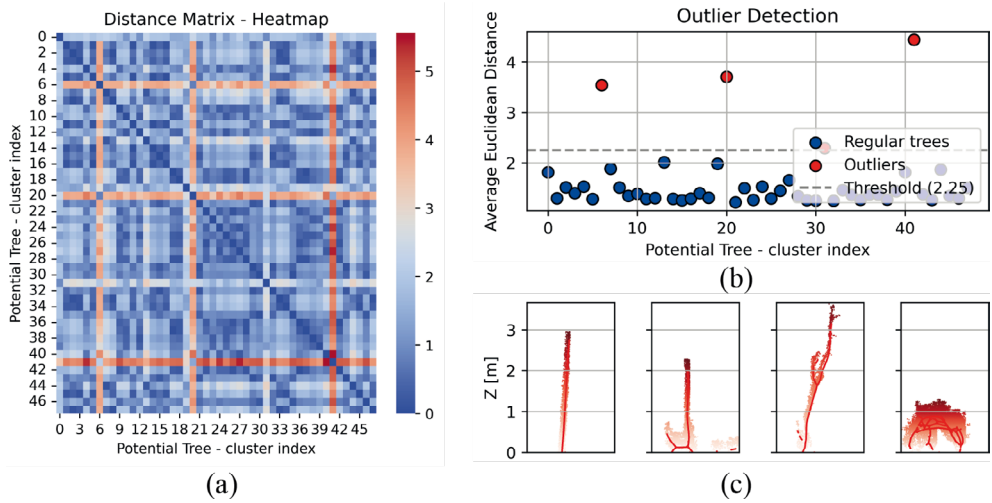 Distance Matrix - Heatmap
Potential Tree - cluster index
0
2
4
6
8
10
12
14
16
18
20
22
24
26
28
30
32
34
36
38
40
42
44
46
0 3 6 9 12 15 18 21 24 27 30 33 36 39 42 45
Potential Tree - cluster index
5
4
3
2
1
0
(a)
Outlier Detection
Average Euclidean Distance
4
3
2
Regular trees
Outliers
Threshold (2.25)
0 10 20 30 40
Potential Tree - cluster index
(b)
Z [m]
3
2
1
0
(c)